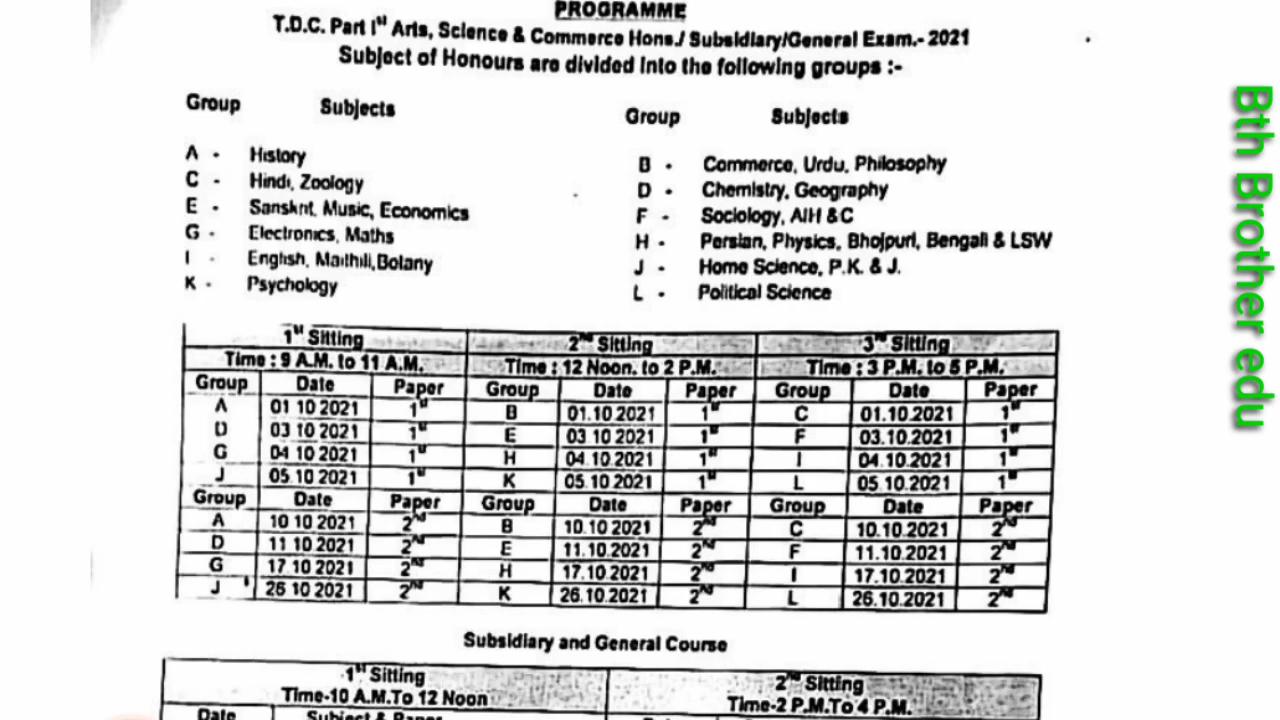 PROGRAMME
T.D.C. Part Ist Arts, Science & Commerce Hons./ Subsidiary/General Exam.- 2021
Subject of Honours are divided into the following groups :-
Group Subjects Group Subjects
A - History B - Commerce, Urdu, Philosophy
C - Hindi, Zoology D - Chemistry, Geography
E - Sanskrit, Music, Economics F - Sociology, AIH &C
G - Electronics, Maths H - Persian, Physics, Bhojpuri, Bengali & LSW
I - English, Maithili,Botany J - Home Science, P.K. & J.
K - Psychology L - Political Science
1st Sitting 2nd Sitting 3rd Sitting
Time : 9 A.M. to 11 A.M. Time : 12 Noon. to 2 P.M. Time : 3 P.M. to 5 P.M.
Group Date Paper Group Date Paper Group Date Paper
A 01 10 2021 1st B 01.10.2021 1st C 01.10.2021 1st
D 03 10 2021 1st E 03 10 2021 1st F 03.10.2021 1st
G 04 10 2021 1st H 04.10.2021 1st I 04.10.2021 1st
J 05 10 2021 1st K 05 10 2021 1st L 05 10.2021 1st
Group Date Paper Group Date Paper Group Date Paper
A 10 10 2021 2nd B 10.10 2021 2nd C 10.10.2021 2nd
D 11 10 2021 2nd E 11.10 2021 2nd F 11.10.2021 2nd
G 17 10 2021 2nd H 17.10 2021 2nd I 17.10.2021 2nd
J 26 10 2021 2nd K 26.10.2021 2nd L 26.10.2021 2nd
Subsidiary and General Course
1st Sitting 2nd Sitting
Time-10 A.M.To 12 Noon Time-2 P.M.To 4 P.M.
Date Subject & Paper
Bth Brother edu